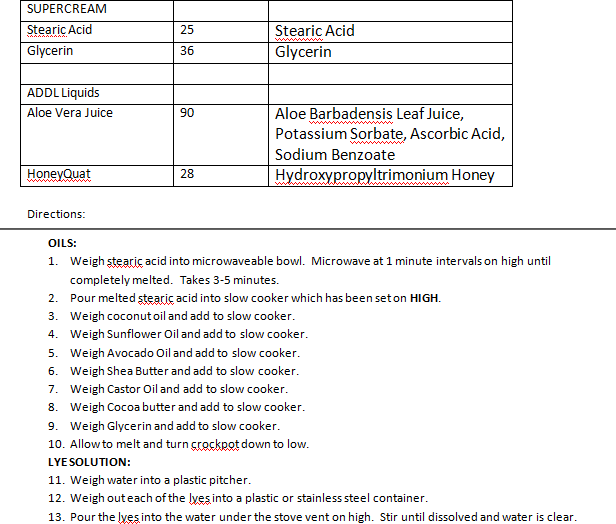 SUPERCREAM
Stearic Acid 25 Stearic Acid
Glycerin 36 Glycerin
ADDL Liquids
Aloe Vera Juice 90 Aloe Barbadensis Leaf Juice,
Potassium Sorbate, Ascorbic Acid,
Sodium Benzoate
HoneyQuat 28 Hydroxypropyltrimonium Honey
Directions:
OILS:
1. Weigh stearic acid into microwaveable bowl. Microwave at 1 minute intervals on high until
completely melted. Takes 3-5 minutes.
2. Pour melted stearic acid into slow cooker which has been set on HIGH.
3. Weigh coconut oil and add to slow cooker.
4. Weigh Sunflower Oil and add to slow cooker.
5. Weigh Avocado Oil and add to slow cooker.
6. Weigh Shea Butter and add to slow cooker.
7. Weigh Castor Oil and add to slow cooker.
8. Weigh Cocoa butter and add to slow cooker.
9. Weigh Glycerin and add to slow cooker.
10. Allow to melt and turn crockpot down to low.
LYE SOLUTION:
11. Weigh water into a plastic pitcher.
12. Weigh out each of the lyes into a plastic or stainless steel container.
13. Pour the lyes into the water under the stove vent on high. Stir until dissolved and water is clear.